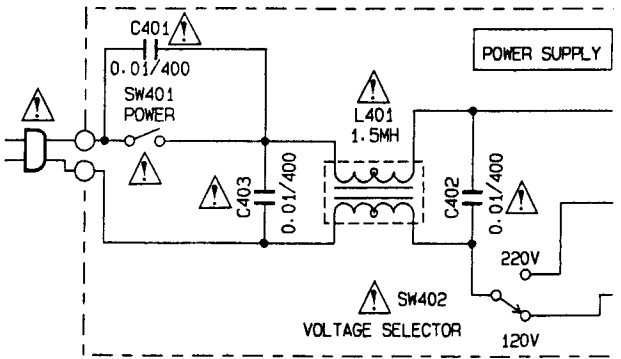 C401
0.01/400
POWER SUPPLY
SW401
POWER
L401
1.5MH
C403
0.01/400
C402
0.01/400
220V
SW402
VOLTAGE SELECTOR
120V